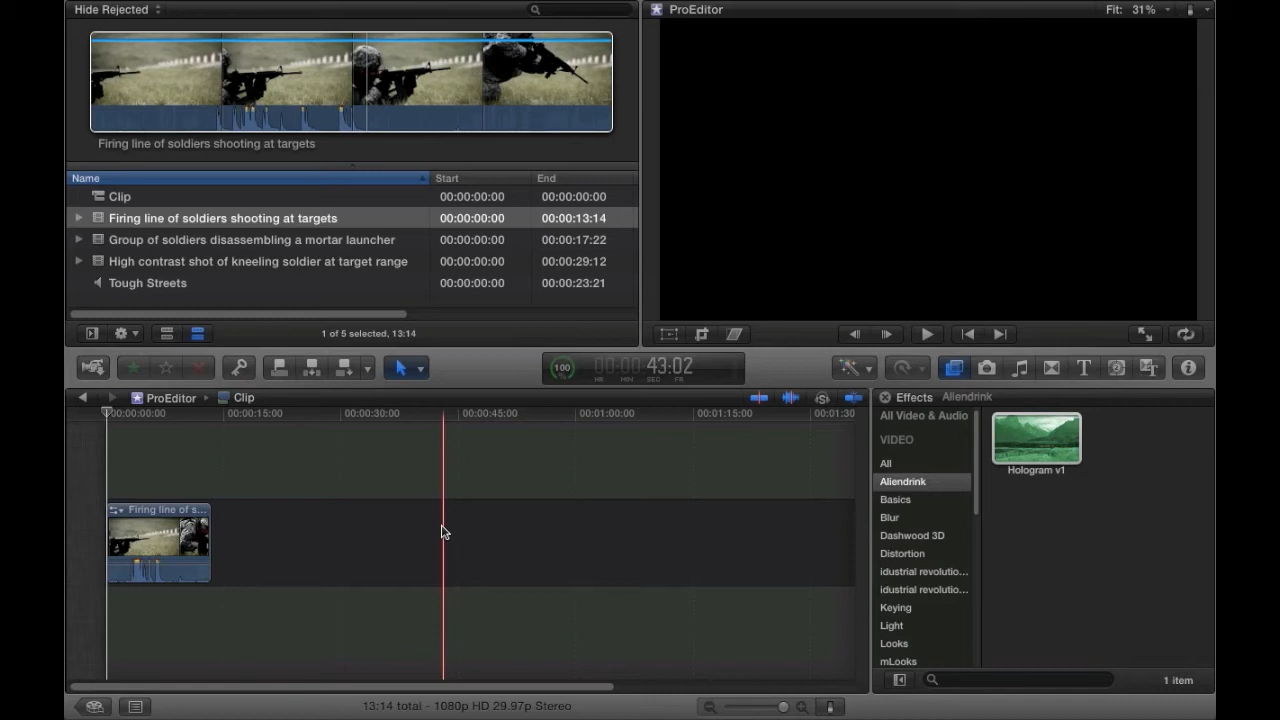 Hide Rejected
Firing line of soldiers shooting at targets
Name Start End
Clip 00:00:00:00 00:00:00:00
Firing line of soldiers shooting at targets 00:00:00:00 00:00:13:14
Group of soldiers disassembling a mortar launcher 00:00:00:00 00:00:17:22
High contrast shot of kneeling soldier at target range 00:00:00:00 00:00:29:12
Tough Streets 00:00:00:00 00:00:23:21
1 of 5 selected, 13:14
ProEditor Fit: 31%
100 00:00:43:02
HR MIN SEC FR
ProEditor Clip
00:00:00:00 00:00:15:00 00:00:30:00 00:00:45:00 00:01:00:00 00:01:15:00 00:01:30
Firing line of s...
13:14 total - 1080p HD 29.97p Stereo
Effects Aliendrink
All Video & Audio
VIDEO
All
Aliendrink
Basics
Blur
Dashwood 3D
Distortion
idustrial revolutio...
idustrial revolutio...
Keying
Light
Looks
mLooks
Hologram v1
1 item